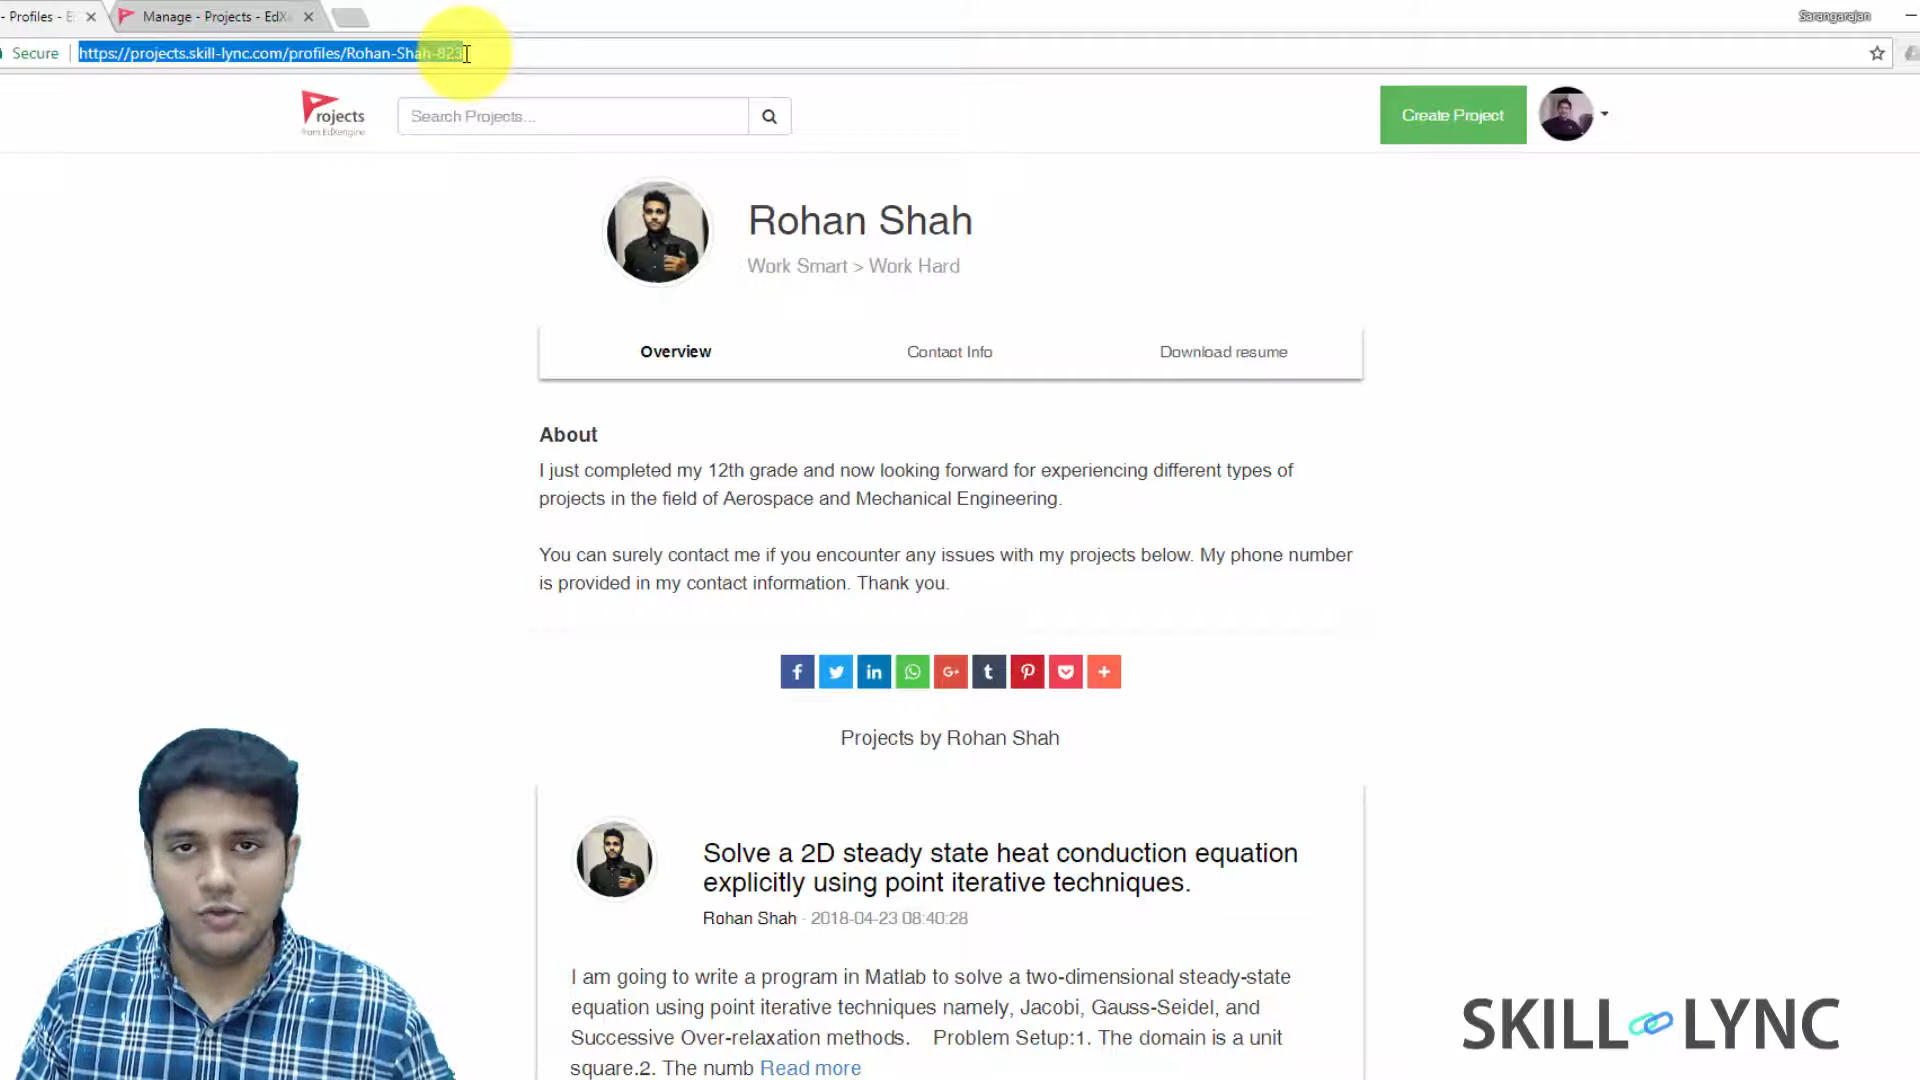 - Profiles - E
Manage - Projects - EdX
Sarangarajan
Secure
https://projects.skill-lync.com/profiles/Rohan-Shah-823
Projects
from EdXengine
Search Projects...
Create Project
Rohan Shah
Work Smart > Work Hard
Overview
Contact Info
Download resume
About
I just completed my 12th grade and now looking forward for experiencing different types of
projects in the field of Aerospace and Mechanical Engineering.
You can surely contact me if you encounter any issues with my projects below. My phone number
is provided in my contact information. Thank you.
Projects by Rohan Shah
Solve a 2D steady state heat conduction equation
explicitly using point iterative techniques.
Rohan Shah - 2018-04-23 08:40:28
I am going to write a program in Matlab to solve a two-dimensional steady-state
equation using point iterative techniques namely, Jacobi, Gauss-Seidel, and
Successive Over-relaxation methods. Problem Setup:1. The domain is a unit
square.2. The numb Read more
SKILL LYNC